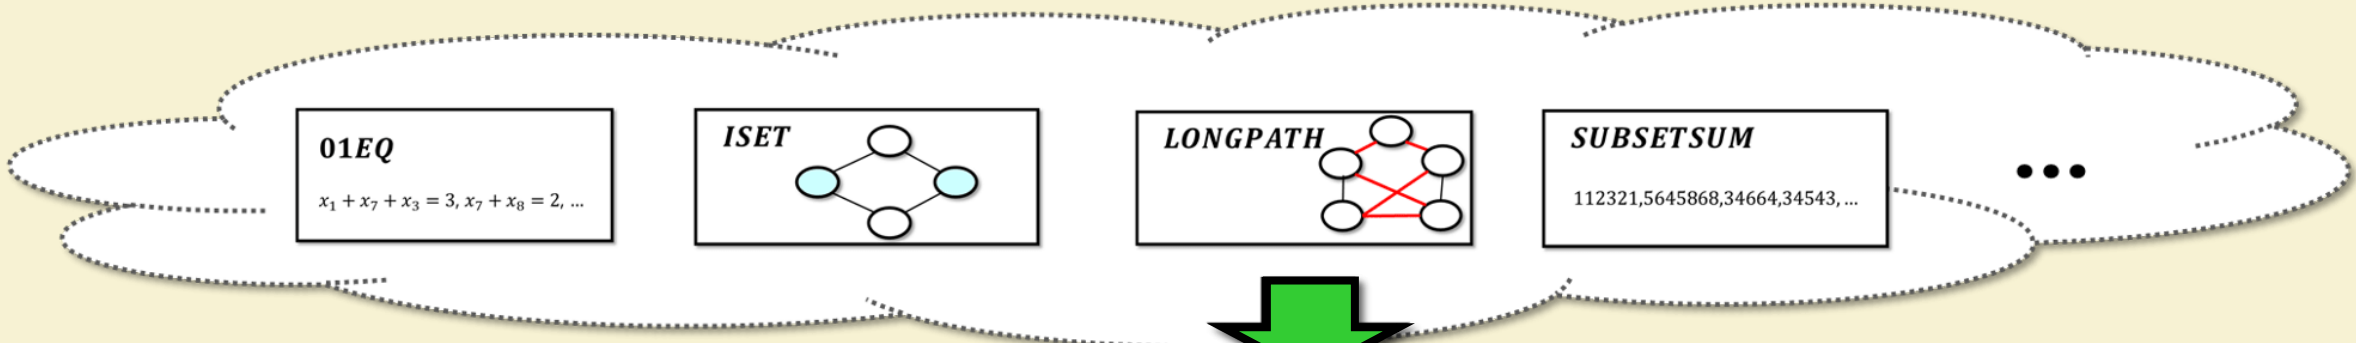 01EQ
x₁ + x₇ + x₃ = 3, x₇ + x₈ = 2, ...
ISET
LONGPATH
SUBSETSUM
112321,5645868,34664,34543, ...
...